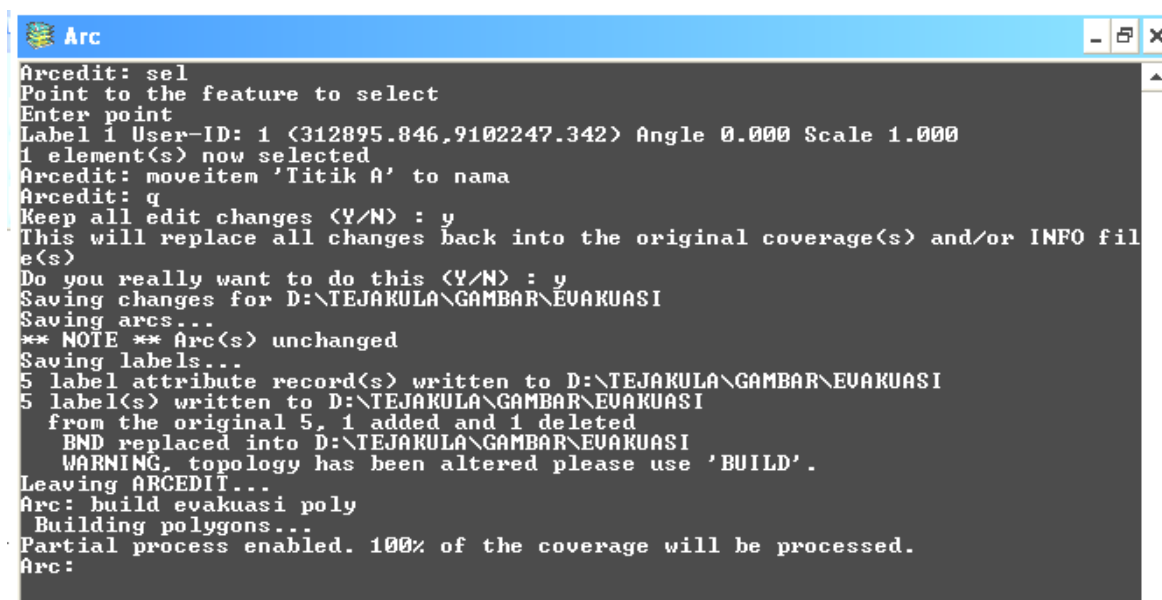 Arc
Arcedit: sel
Point to the feature to select
Enter point
Label 1 User-ID: 1 (312895.846,9102247.342) Angle 0.000 Scale 1.000
1 element(s) now selected
Arcedit: moveitem 'Titik A' to nama
Arcedit: q
Keep all edit changes (Y/N) : y
This will replace all changes back into the original coverage(s) and/or INFO fil
e(s)
Do you really want to do this (Y/N) : y
Saving changes for D:\TEJAKULA\GAMBAR\EVAKUASI
Saving arcs...
** NOTE ** Arc(s) unchanged
Saving labels...
5 label attribute record(s) written to D:\TEJAKULA\GAMBAR\EVAKUASI
5 label(s) written to D:\TEJAKULA\GAMBAR\EVAKUASI
from the original 5, 1 added and 1 deleted
BND replaced into D:\TEJAKULA\GAMBAR\EVAKUASI
WARNING, topology has been altered please use 'BUILD'.
Leaving ARCEDIT...
Arc: build evakuasi poly
Building polygons...
Partial process enabled. 100% of the coverage will be processed.
Arc: